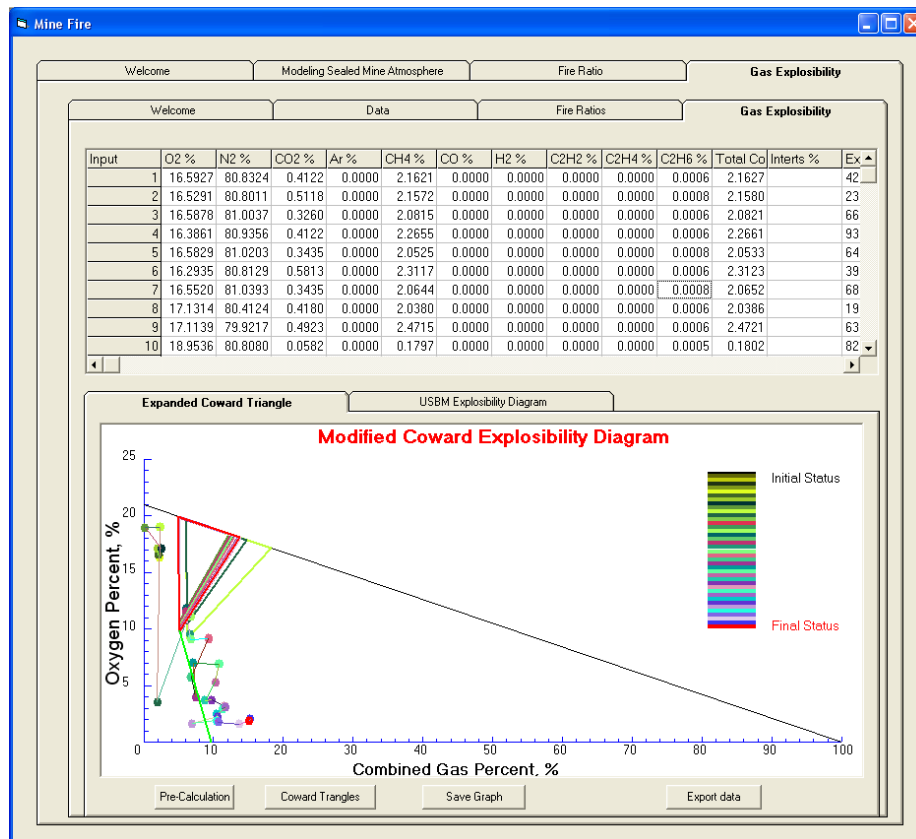 Mine Fire
Welcome Modeling Sealed Mine Atmosphere Fire Ratio Gas Explosibility
Welcome Data Fire Ratios Gas Explosibility
Input O2 % N2 % CO2 % Ar % CH4 % CO % H2 % C2H2 % C2H4 % C2H6 % Total Co Interts % Ex
1 16.5927 80.8324 0.4122 0.0000 2.1621 0.0000 0.0000 0.0000 0.0000 0.0006 2.1627 42
2 16.5291 80.8011 0.5118 0.0000 2.1572 0.0000 0.0000 0.0000 0.0000 0.0008 2.1580 23
3 16.5878 81.0037 0.3260 0.0000 2.0815 0.0000 0.0000 0.0000 0.0000 0.0006 2.0821 66
4 16.3861 80.9356 0.4122 0.0000 2.2655 0.0000 0.0000 0.0000 0.0000 0.0006 2.2661 93
5 16.5829 81.0203 0.3435 0.0000 2.0525 0.0000 0.0000 0.0000 0.0000 0.0008 2.0533 64
6 16.2935 80.8129 0.5813 0.0000 2.3117 0.0000 0.0000 0.0000 0.0000 0.0006 2.3123 39
7 16.5520 81.0393 0.3435 0.0000 2.0644 0.0000 0.0000 0.0000 0.0000 0.0008 2.0652 68
8 17.1314 80.4124 0.4180 0.0000 2.0380 0.0000 0.0000 0.0000 0.0000 0.0006 2.0386 19
9 17.1139 79.9217 0.4923 0.0000 2.4715 0.0000 0.0000 0.0000 0.0000 0.0006 2.4721 63
10 18.9536 80.8080 0.0582 0.0000 0.1797 0.0000 0.0000 0.0000 0.0000 0.0005 0.1802 82
Expanded Coward Triangle USBM Explosibility Diagram
Modified Coward Explosibility Diagram
25
20
15
10
5
Oxygen Percent, %
Initial Status
Final Status
0 10 20 30 40 50 60 70 80 90 100
Combined Gas Percent, %
Pre-Calculation Coward Trangles Save Graph Export data